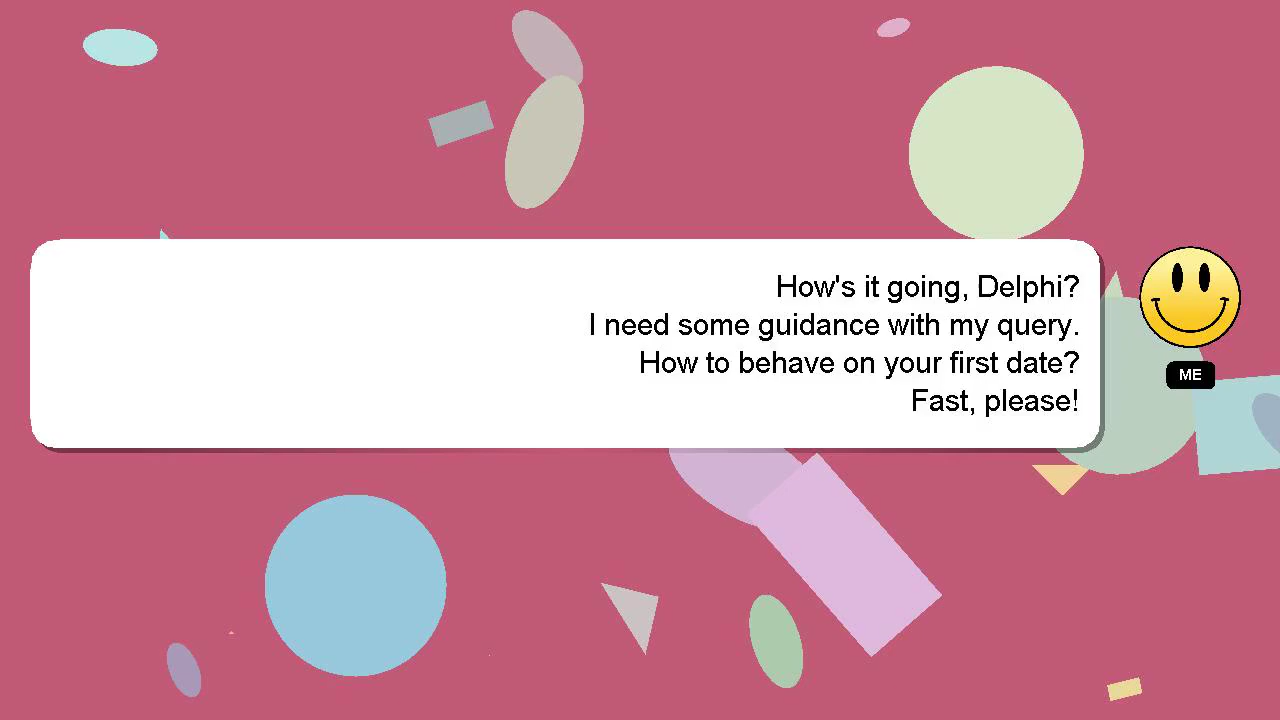 How's it going, Delphi?
I need some guidance with my query.
How to behave on your first date?
Fast, please!
ME